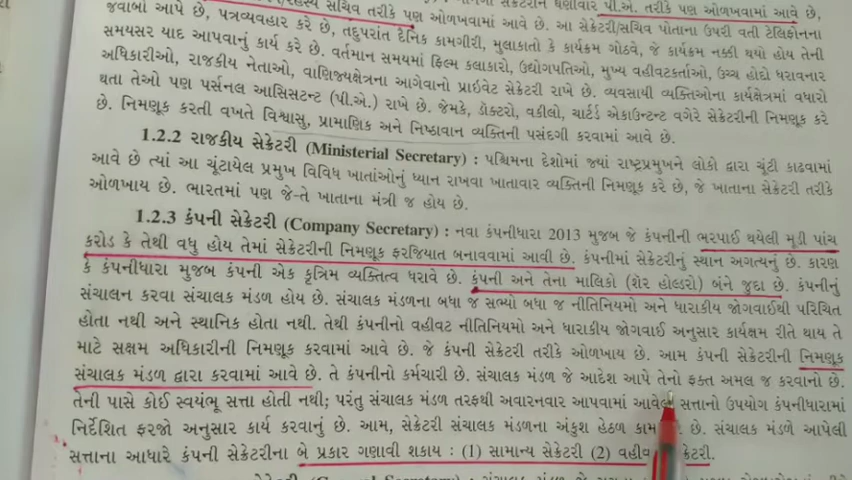 સચિવ તરીકે પણ ઓળખવામાં આવે છે. પી.એ. તરીકે પણ ઓળખવામાં આવે છે,
જવાબો આપે છે, પત્રવ્યવહાર કરે છે, તદુપરાંત દૈનિક કામગીરી, મુલાકાતો કે કાર્યક્રમ ગોઠવે, જે કાર્યક્રમ નક્કી થયો હોય તેની
સમયસર યાદ આપવાનું કાર્ય કરે છે. વર્તમાન સમયમાં ફિલ્મ કલાકારો, ઉદ્યોગપતિઓ, મુખ્ય વહીવટકર્તાઓ, ઉચ્ચ હોદ્દો ધરાવનાર
અધિકારીઓ, રાજકીય નેતાઓ, વાણિજ્યક્ષેત્રના આગેવાનો પ્રાઇવેટ સેક્રેટરી રાખે છે. વ્યવસાયી વ્યક્તિઓના કાર્યક્ષેત્રમાં વધારો
થતા તેઓ પણ પર્સનલ આસિસટન્ટ (પી.એ.) રાખે છે. જેમકે, ડૉક્ટરો, વકીલો, ચાર્ટર્ડ એકાઉન્ટન્ટ વગેરે સેક્રેટરીની નિમણૂક કરે
છે. નિમણૂક કરતી વખતે વિશ્વાસુ, પ્રામાણિક અને નિષ્ઠાવાન વ્યક્તિની પસંદગી કરવામાં આવે છે.
1.2.2 રાજકીય સેક્રેટરી (Ministerial Secretary) : પશ્ચિમના દેશોમાં જ્યાં રાષ્ટ્રપ્રમુખને લોકો દ્વારા ચૂંટી કાઢવામાં
આવે છે ત્યાં આ ચૂંટાયેલ પ્રમુખ વિવિધ ખાતાંઓનું ધ્યાન રાખવા ખાતાવાર વ્યક્તિની નિમણૂક કરે છે, જે ખાતાના સેક્રેટરી તરીકે
ઓળખાય છે. ભારતમાં પણ જે-તે ખાતાના મંત્રી જ હોય છે.
1.2.3 કંપની સેક્રેટરી (Company Secretary) : નવા કંપનીધારા 2013 મુજબ જે કંપનીની ભરપાઈ થયેલી મૂડી પાંચ
કરોડ કે તેથી વધુ હોય તેમાં સેક્રેટરીની નિમણૂક ફરજિયાત બનાવવામાં આવી છે. કંપનીમાં સેક્રેટરીનું સ્થાન અગત્યનું છે. કારણ
કે કંપનીધારા મુજબ કંપની એક કૃત્રિમ વ્યક્તિત્વ ધરાવે છે. કંપની અને તેના માલિકો (શૅર હોલ્ડરો) બંને જુદા છે. કંપનીનું
સંચાલન કરવા સંચાલક મંડળ હોય છે. સંચાલક મંડળના બધા સભ્યો બધા જ નીતિનિયમો અને ધારાકીય જોગવાઈથી પરિચિત
હોતા નથી અને સ્થાનિક હોતા નથી. તેથી કંપનીનો વહીવટ નીતિનિયમો અને ધારાકીય જોગવાઈ અનુસાર કાર્યક્ષમ રીતે થાય તે
માટે સક્ષમ અધિકારીની નિમણૂક કરવામાં આવે છે. જે કંપની સેક્રેટરી તરીકે ઓળખાય છે. આમ કંપની સેક્રેટરીની નિમણૂક
સંચાલક મંડળ દ્વારા કરવામાં આવે છે. તે કંપનીનો કર્મચારી છે. સંચાલક મંડળ જે આદેશ આપે તેનો ફક્ત અમલ જ કરવાનો છે.
તેની પાસે કોઈ સ્વયંભૂ સત્તા હોતી નથી; પરંતુ સંચાલક મંડળ તરફથી અવારનવાર આપવામાં આવેલ સત્તાનો ઉપયોગ કંપનીધારામાં
નિર્દેશિત ફરજો અનુસાર કાર્ય કરવાનું છે. આમ, સેક્રેટરી સંચાલક મંડળના અંકુશ હેઠળ કામ છે. સંચાલક મંડળે આપેલી
સત્તાના આધારે કંપની સેક્રેટરીના બે પ્રકાર ગણાવી શકાય : (1) સામાન્ય સેક્રેટરી (2)